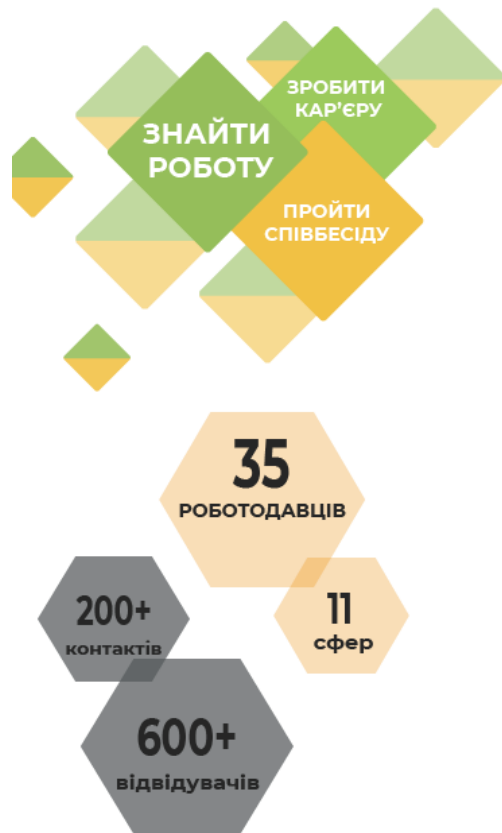 ЗРОБИТИ
КАР’ЄРУ
ЗНАЙТИ
РОБОТУ
ПРОЙТИ
СПІВБЕСІДУ
35
РОБОТОДАВЦІВ
200+
контактів
11
сфер
600+
відвідувачів